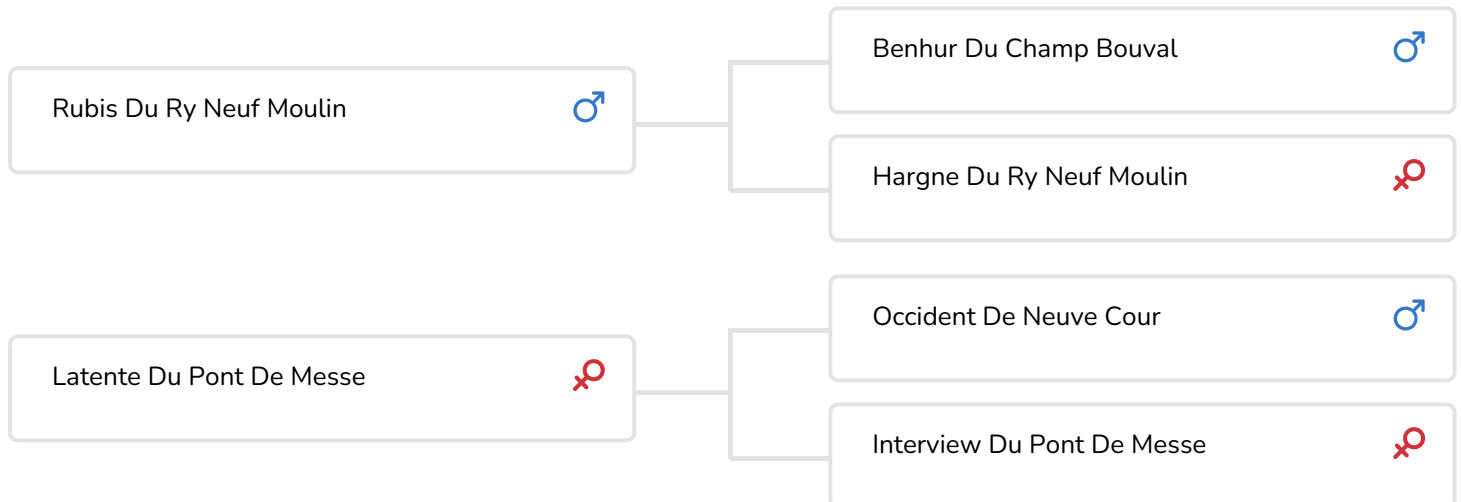 Benhur Du Champ Bouval
Rubis Du Ry Neuf Moulin
Hargne Du Ry Neuf Moulin
Occident De Neuve Cour
Latente Du Pont De Messe
Interview Du Pont De Messe